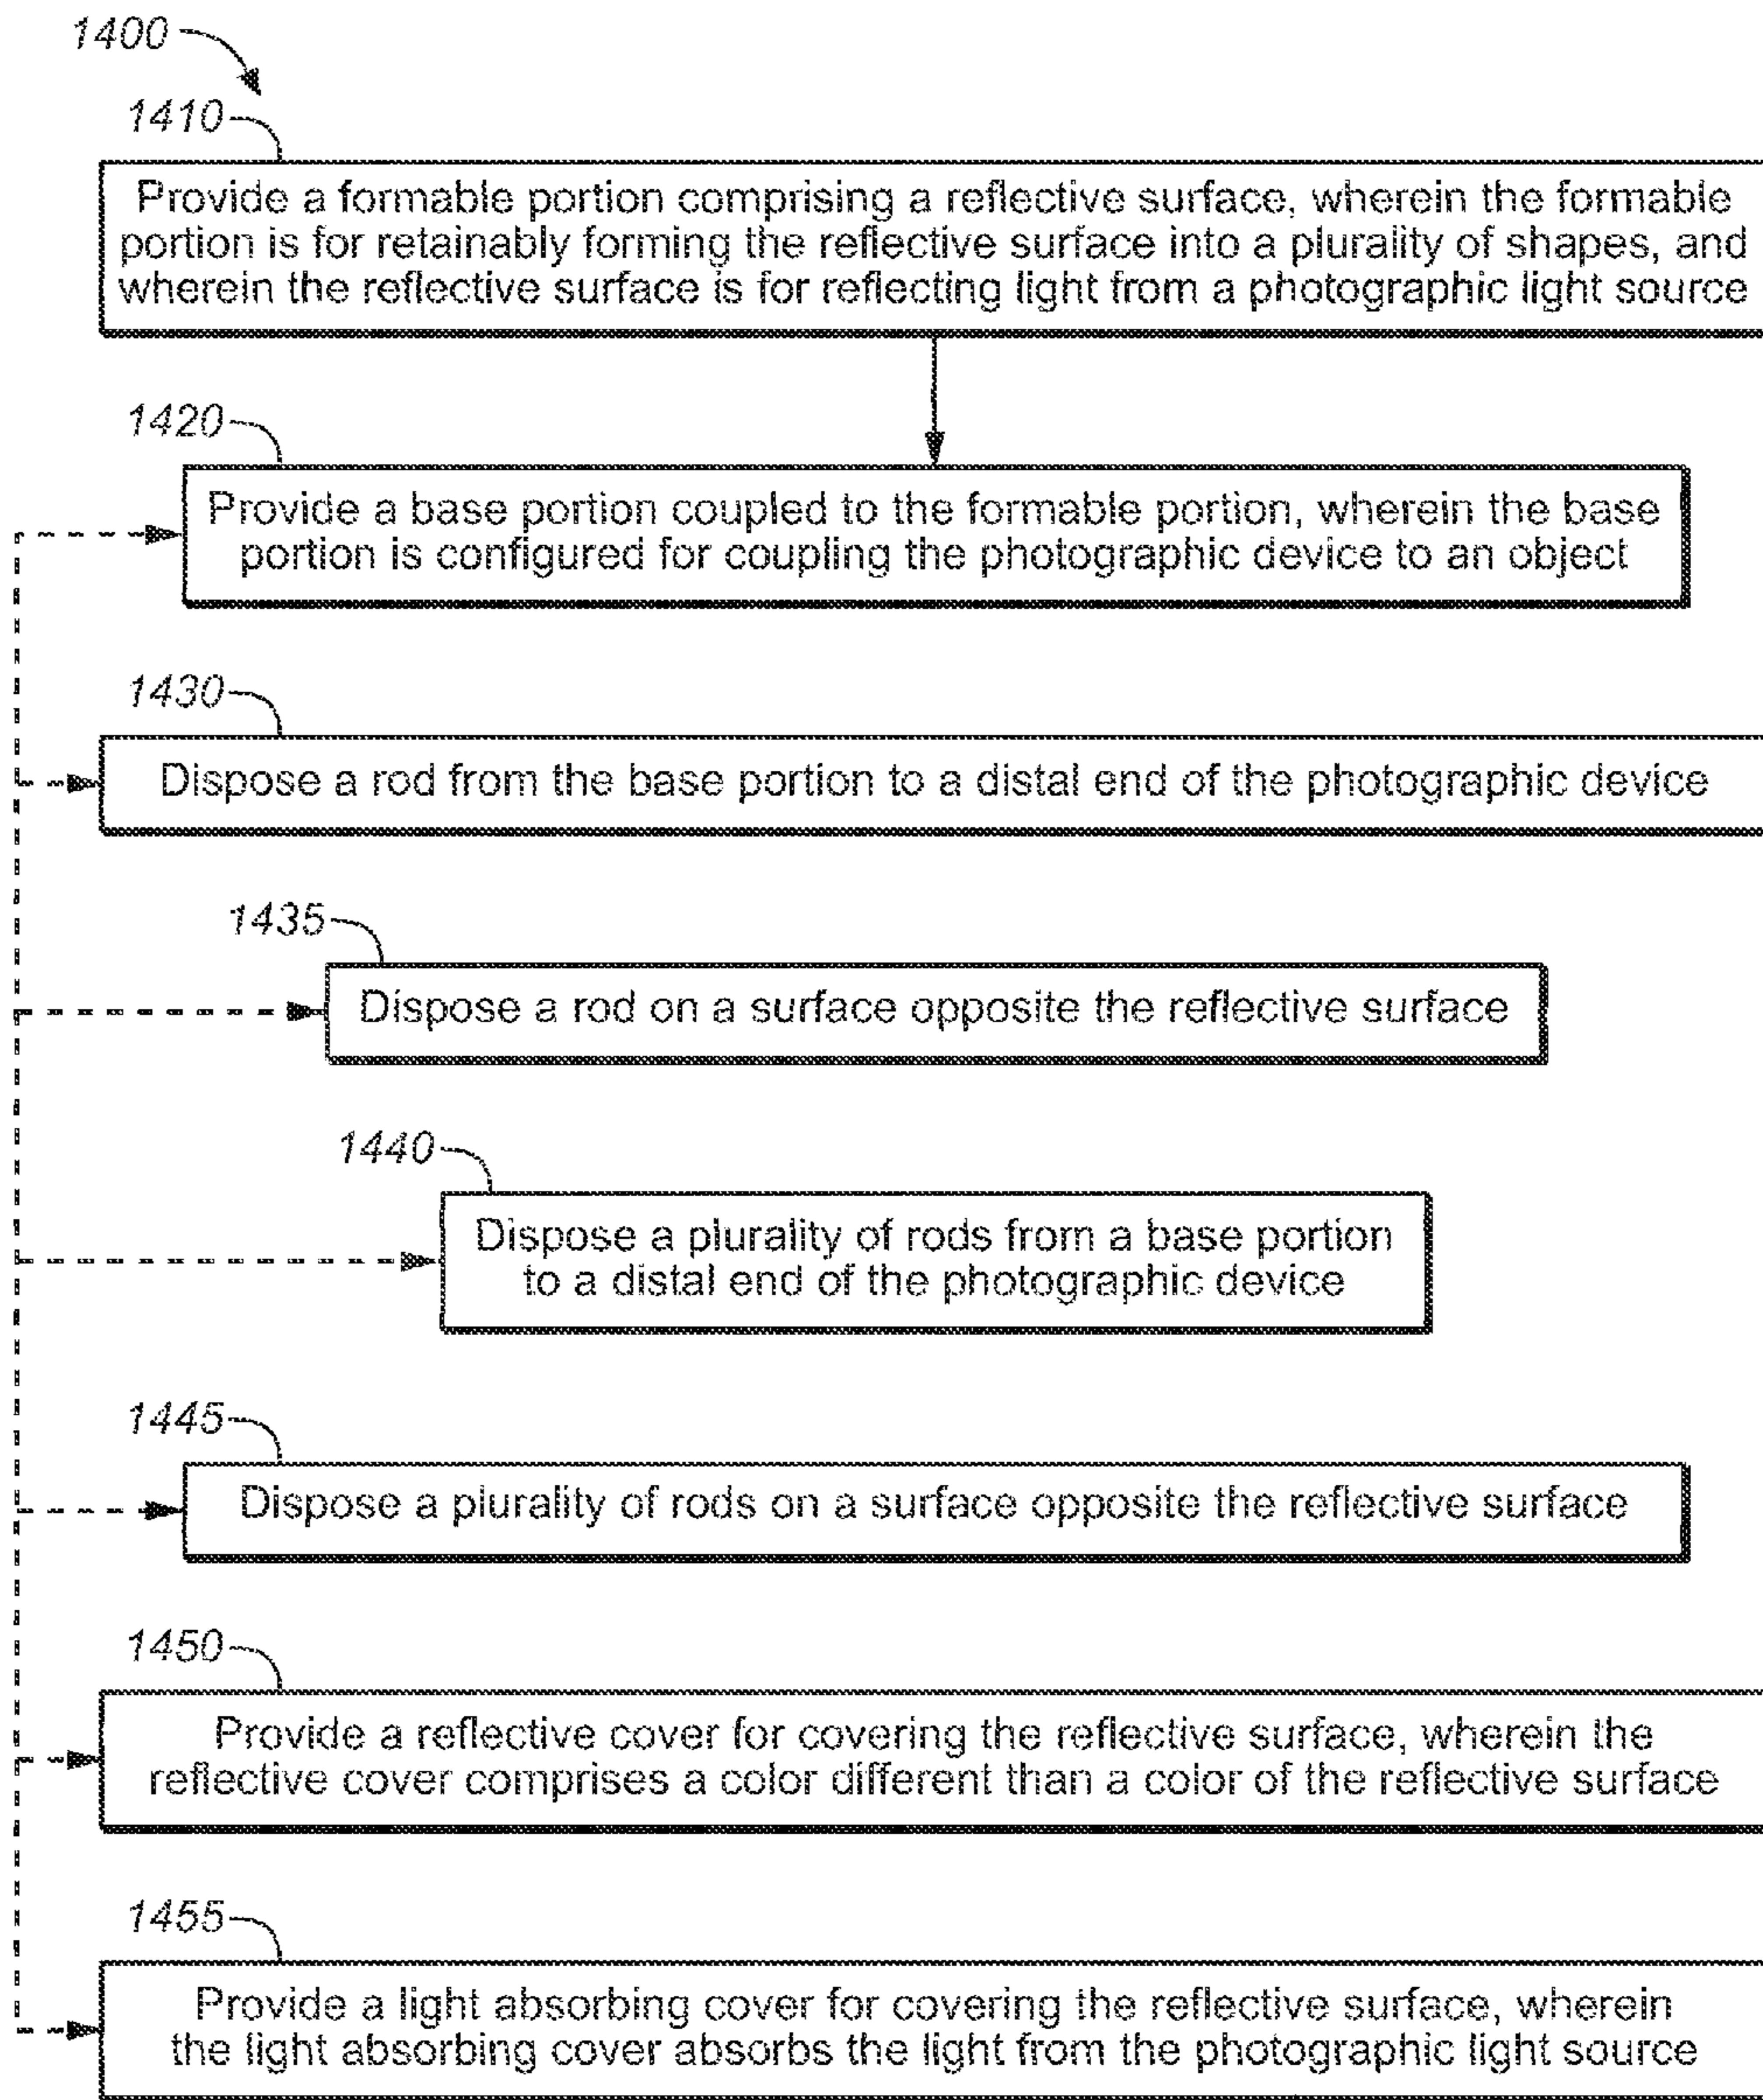 1400
1410
Provide a formable portion comprising a reflective surface, wherein the formable
portion is for retainably forming the reflective surface into a plurality of shapes, and
wherein the reflective surface is for reflecting light from a photographic light source
1420
Provide a base portion coupled to the formable portion, wherein the base
portion is configured for coupling the photographic device to an object
1430
Dispose a rod from the base portion to a distal end of the photographic device
1435
Dispose a rod on a surface opposite the reflective surface
1440
Dispose a plurality of rods from a base portion
to a distal end of the photographic device
1445
Dispose a plurality of rods on a surface opposite the reflective surface
1450
Provide a reflective cover for covering the reflective surface, wherein the
reflective cover comprises a color different than a color of the reflective surface
1455
Provide a light absorbing cover for covering the reflective surface, wherein
the light absorbing cover absorbs the light from the photographic light source